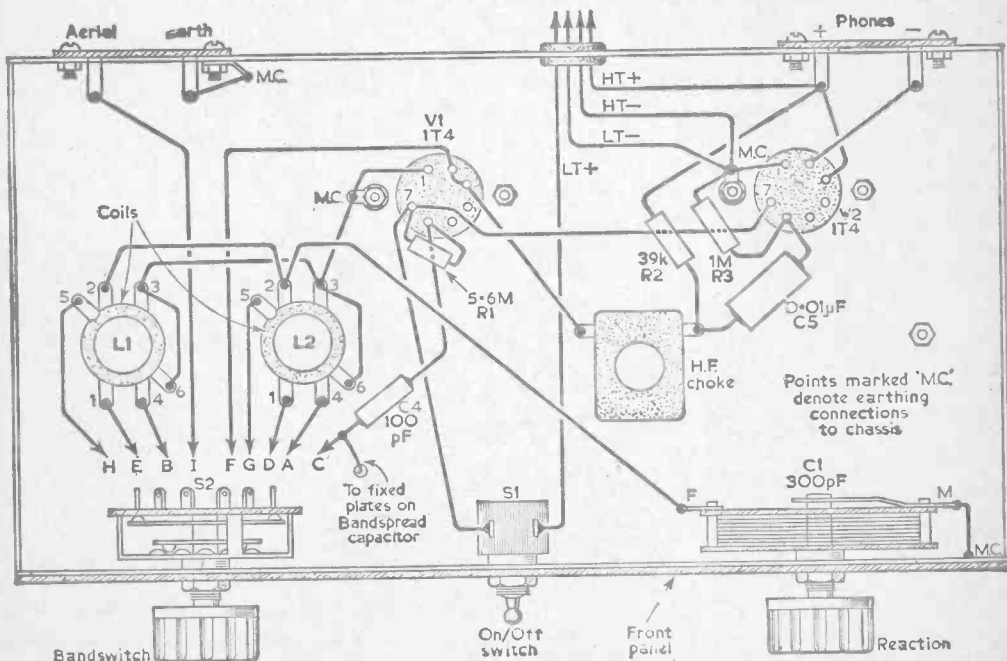 Aerial
earth
M.C.
+
Phones
−
HT+
HT−
LT−
LT+
M.C.
V1
1T4
1
7
M.C.
1
7
V2
1T4
Coils
5
2
3
L1
6
1
4
5
2
3
L2
6
1
4
5·6M
R1
39k
R2
1M
R3
0·01μF
C5
H.F.
choke
Points marked 'M.C.'
denote earthing
connections
to chassis
C4
100
pF
H E B I F G D A C
S2
To fixed
plates on
Bandspread
capacitor
S1
F
C1
300pF
M
M.C.
Bandswitch
On/Off
switch
Front
panel
Reaction